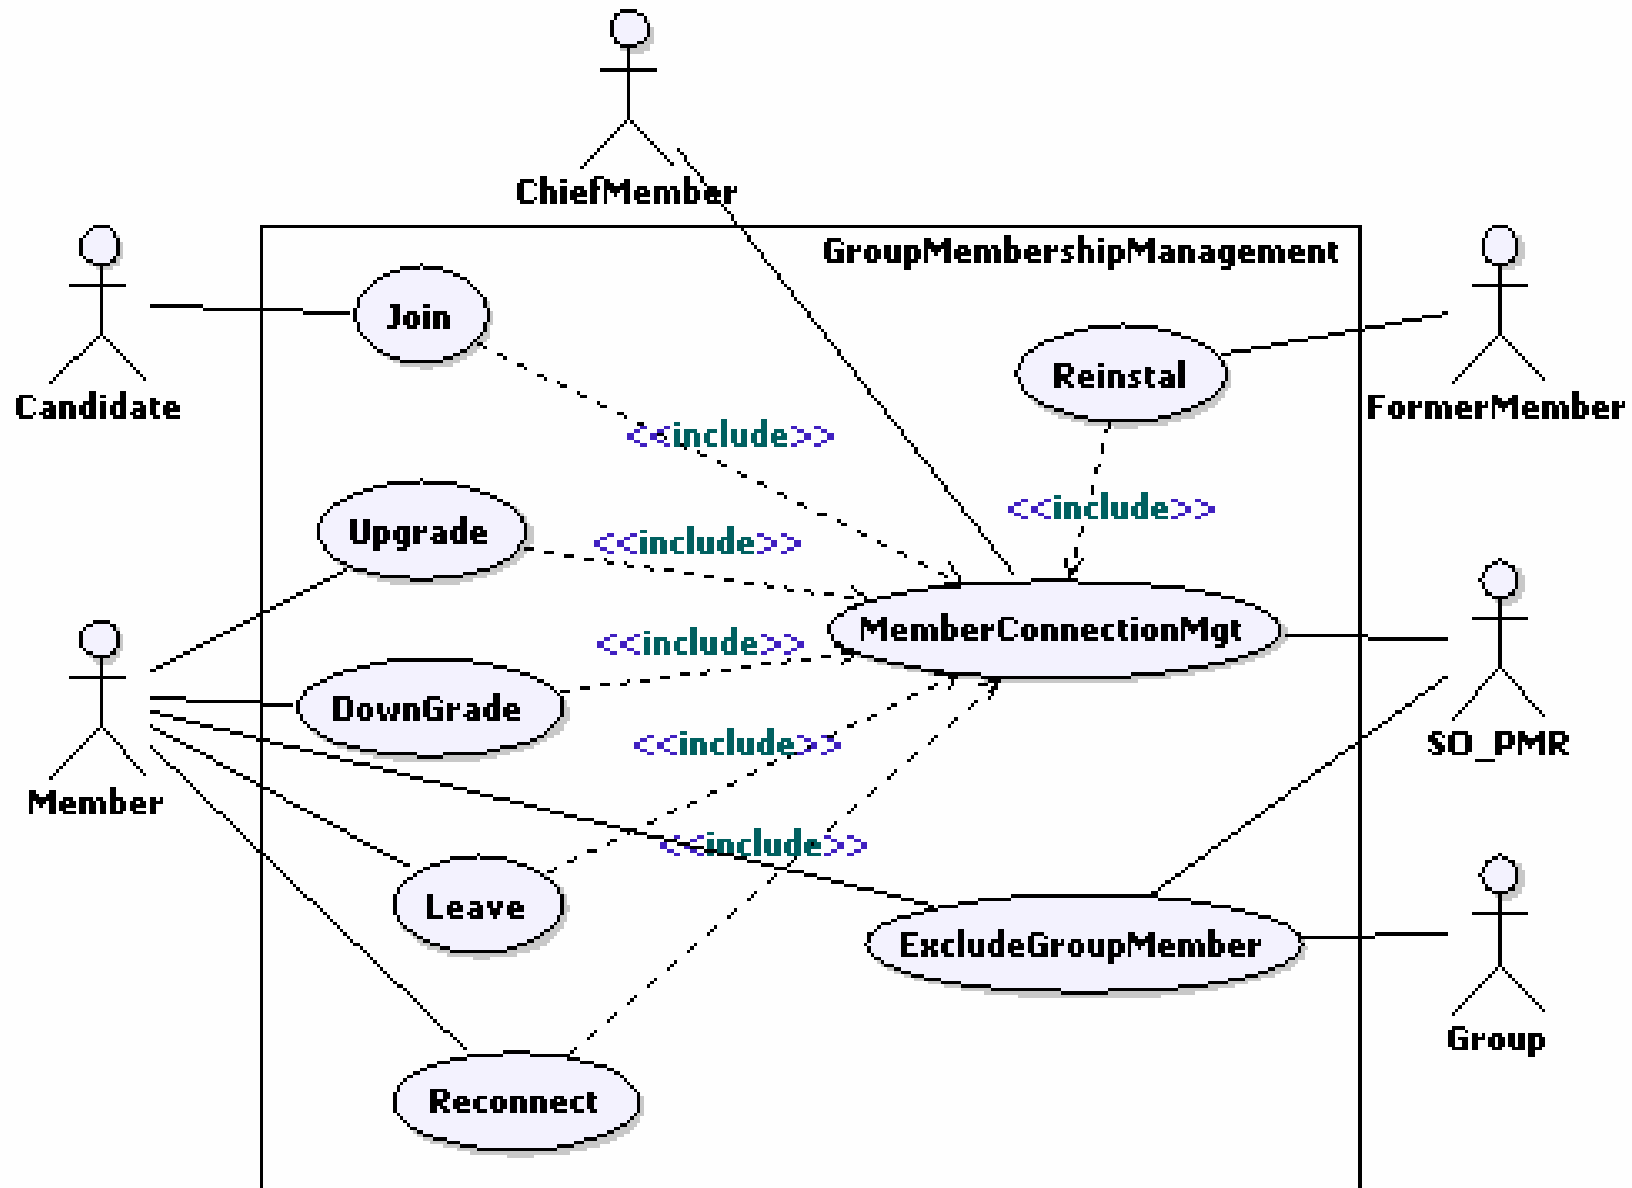 ChiefMember
GroupMembershipManagement
Join
Reinstal
Candidate
FormerMember
<<include>>
<<include>>
Upgrade
<<include>>
MemberConnectionMgt
<<include>>
DownGrade
<<include>>
SO_PMR
Member
<<include>>
Leave
ExcludeGroupMember
Group
Reconnect